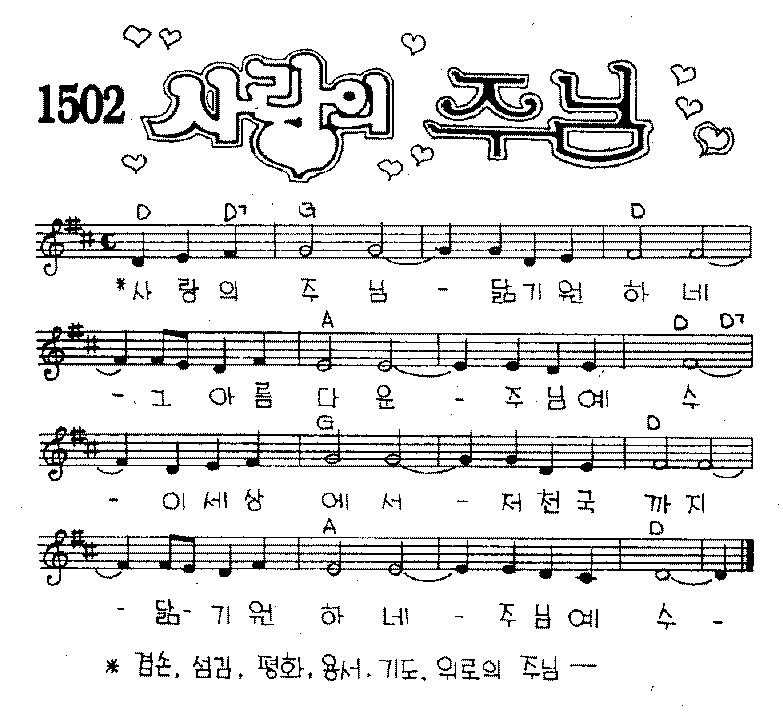 1502 사랑의 주님
D D7 G D
*사 랑 의 주 님 - 닮 기 원 하 네
A D D7
- 그 아 름 다 운 - 주 님 예 수
G D
- 이 세 상 에 서 - 저 천 국 까 지
A D
- 닮- 기 원 하 네 - 주 님 예 수 -
* 겸손, 섬김, 평화, 용서, 기도, 위로의 주님 —